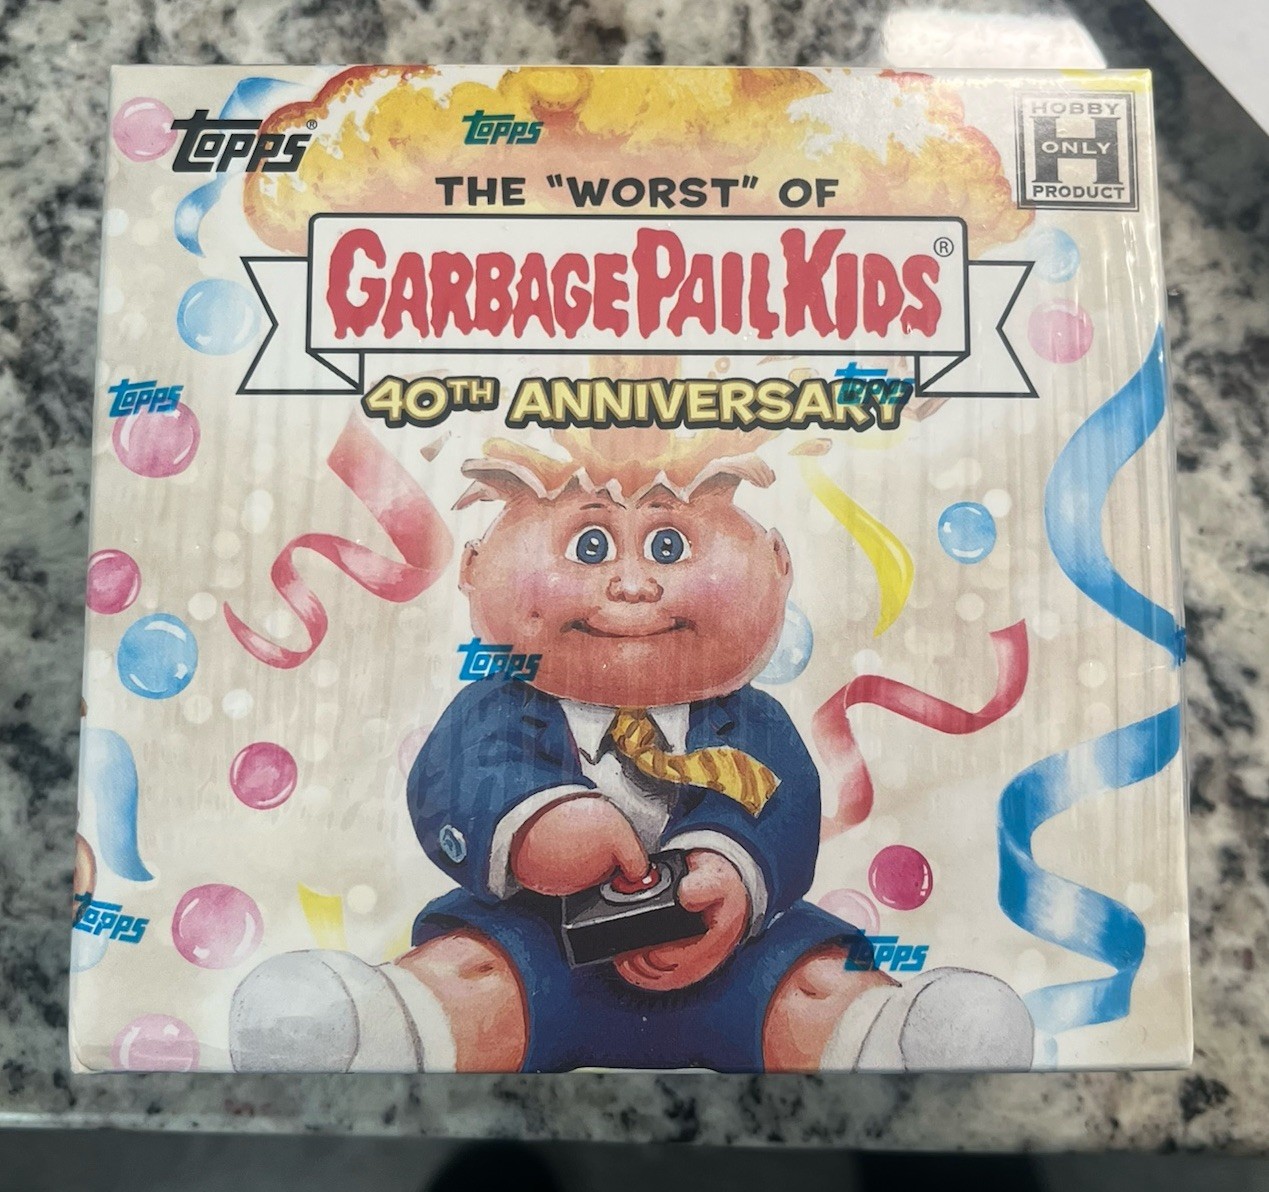 Topps®
Topps
HOBBY
H
ONLY
PRODUCT
THE "WORST" OF
GARBAGE PAIL KIDS®
40TH ANNIVERSARY
Topps
Topps
Topps
Topps
Topps